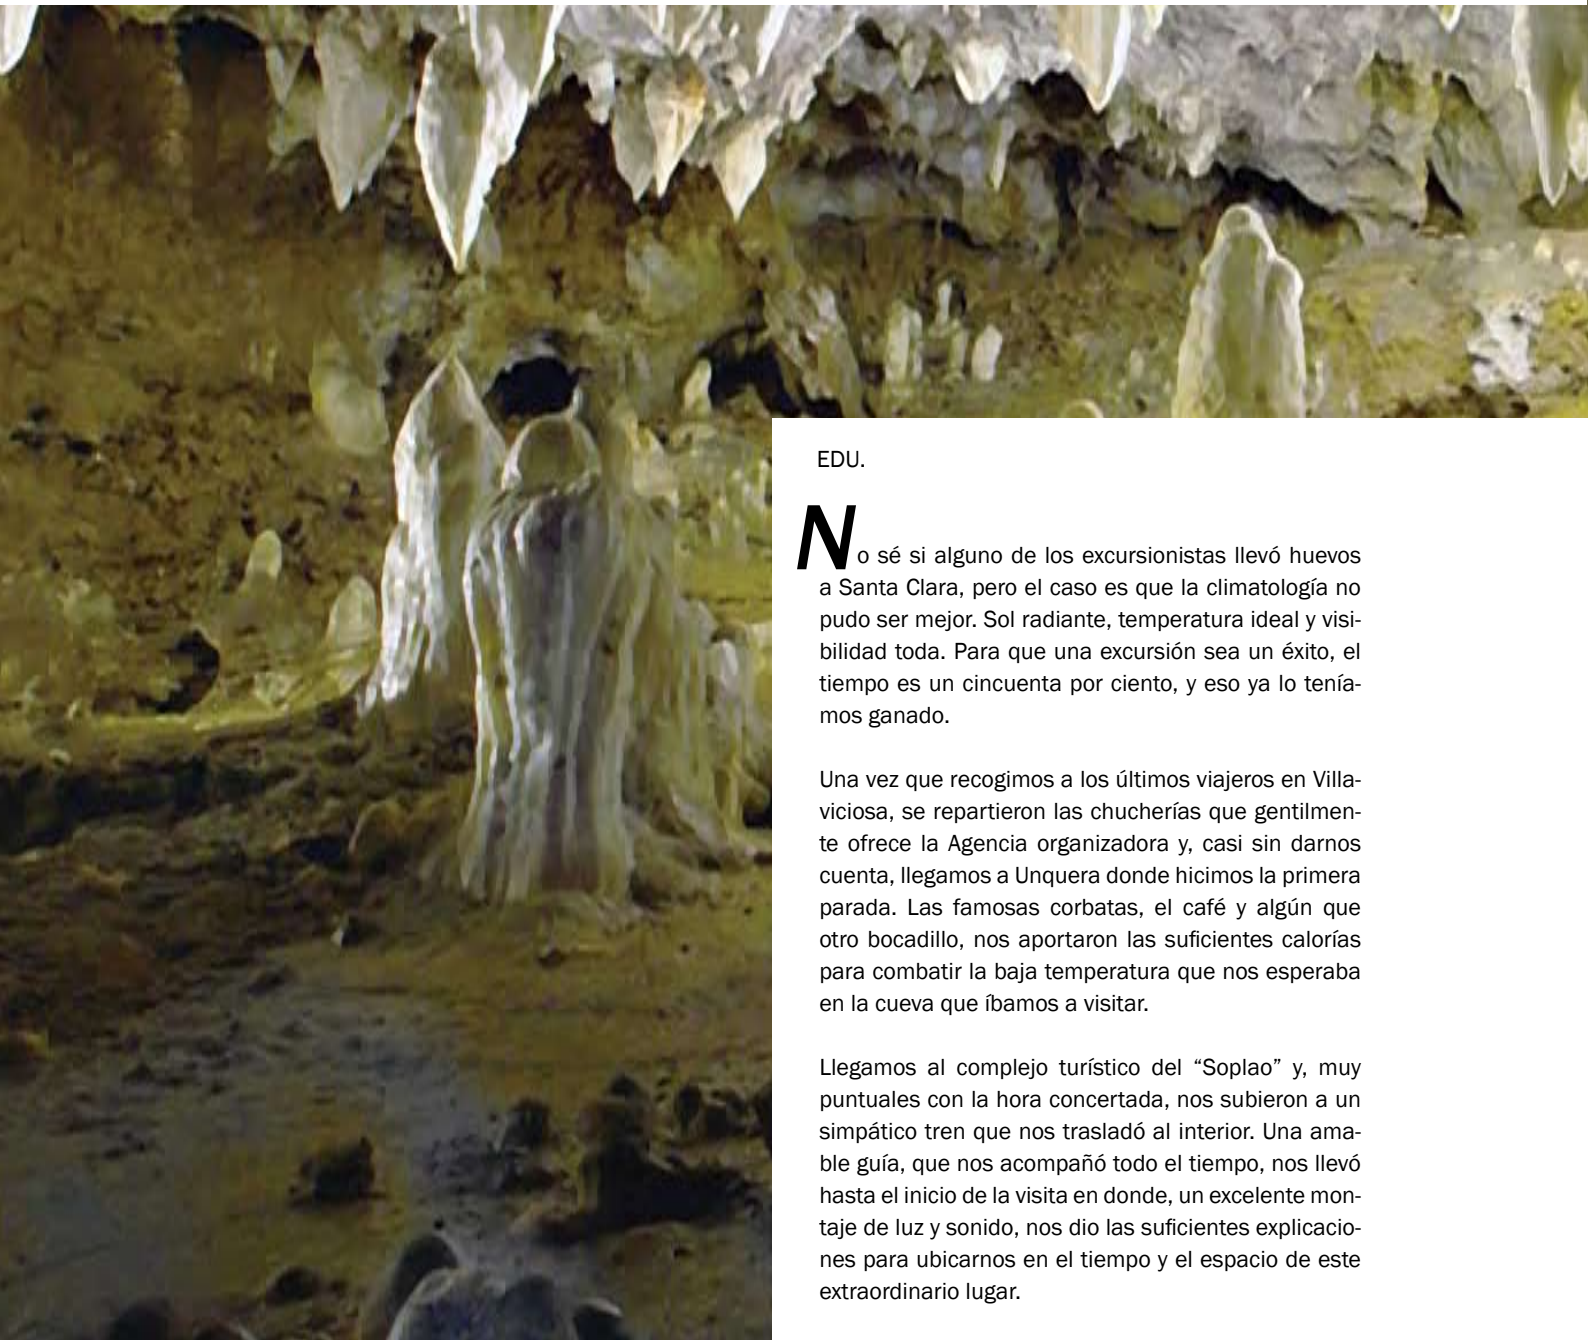 EDU.
No sé si alguno de los excursionistas llevó huevos
a Santa Clara, pero el caso es que la climatología no
pudo ser mejor. Sol radiante, temperatura ideal y visi-
bilidad toda. Para que una excursión sea un éxito, el
tiempo es un cincuenta por ciento, y eso ya lo tenía-
mos ganado.
Una vez que recogimos a los últimos viajeros en Villa-
viciosa, se repartieron las chucherías que gentilmen-
te ofrece la Agencia organizadora y, casi sin darnos
cuenta, llegamos a Unquera donde hicimos la primera
parada. Las famosas corbatas, el café y algún que
otro bocadillo, nos aportaron las suficientes calorías
para combatir la baja temperatura que nos esperaba
en la cueva que íbamos a visitar.
Llegamos al complejo turístico del “Soplao” y, muy
puntuales con la hora concertada, nos subieron a un
simpático tren que nos trasladó al interior. Una ama-
ble guía, que nos acompañó todo el tiempo, nos llevó
hasta el inicio de la visita en donde, un excelente mon-
taje de luz y sonido, nos dio las suficientes explicacio-
nes para ubicarnos en el tiempo y el espacio de este
extraordinario lugar.